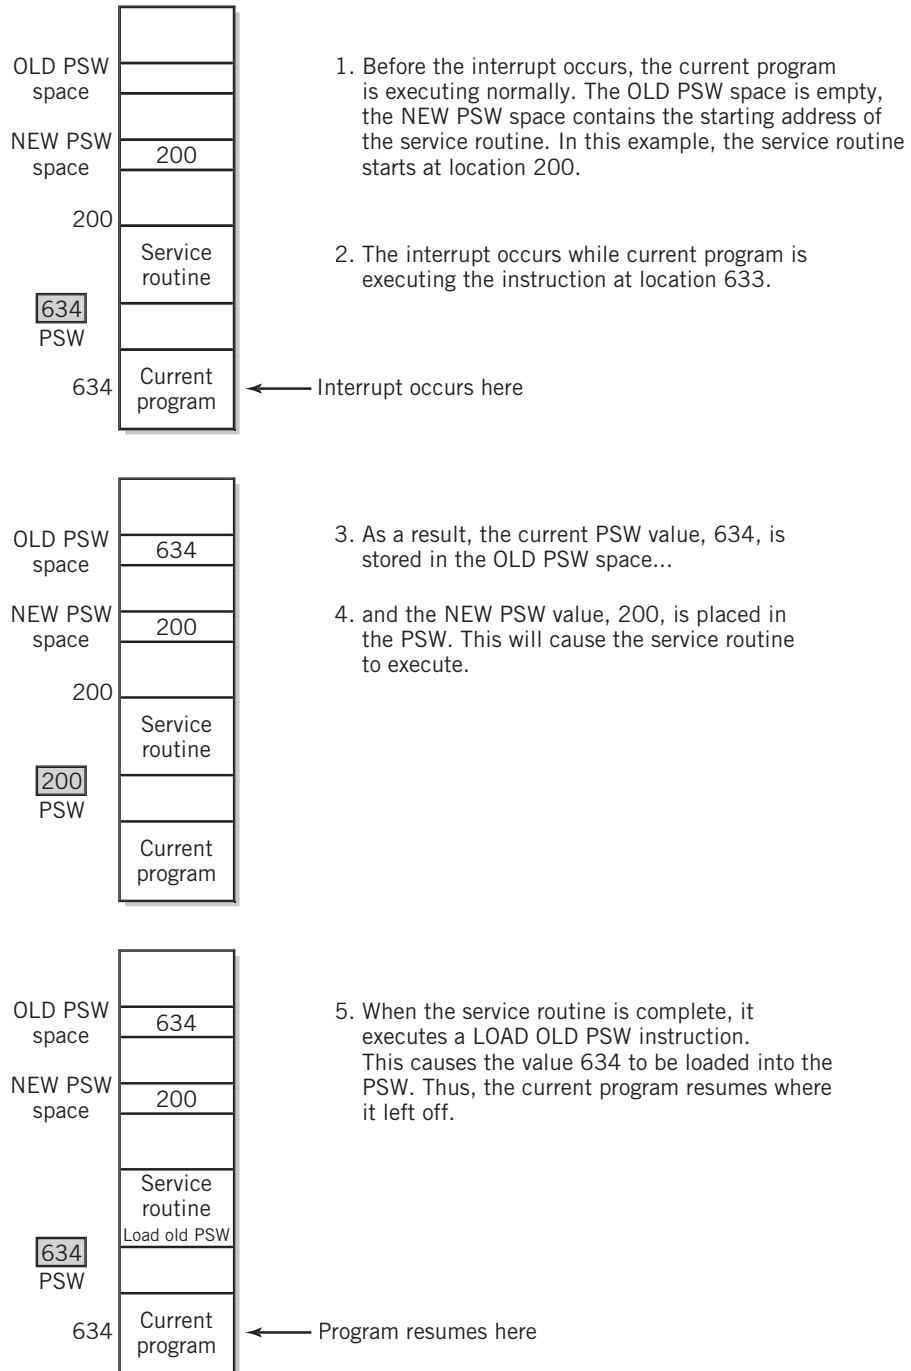 OLD PSW
space
NEW PSW
space
200
200
Service
routine
634
PSW
634
Current
program
1. Before the interrupt occurs, the current program
is executing normally. The OLD PSW space is empty,
the NEW PSW space contains the starting address of
the service routine. In this example, the service routine
starts at location 200.
2. The interrupt occurs while current program is
executing the instruction at location 633.
Interrupt occurs here
OLD PSW
space
634
NEW PSW
space
200
200
Service
routine
200
PSW
Current
program
3. As a result, the current PSW value, 634, is
stored in the OLD PSW space...
4. and the NEW PSW value, 200, is placed in
the PSW. This will cause the service routine
to execute.
OLD PSW
space
634
NEW PSW
space
200
Service
routine
Load old PSW
634
PSW
634
Current
program
5. When the service routine is complete, it
executes a LOAD OLD PSW instruction.
This causes the value 634 to be loaded into the
PSW. Thus, the current program resumes where
it left off.
Program resumes here